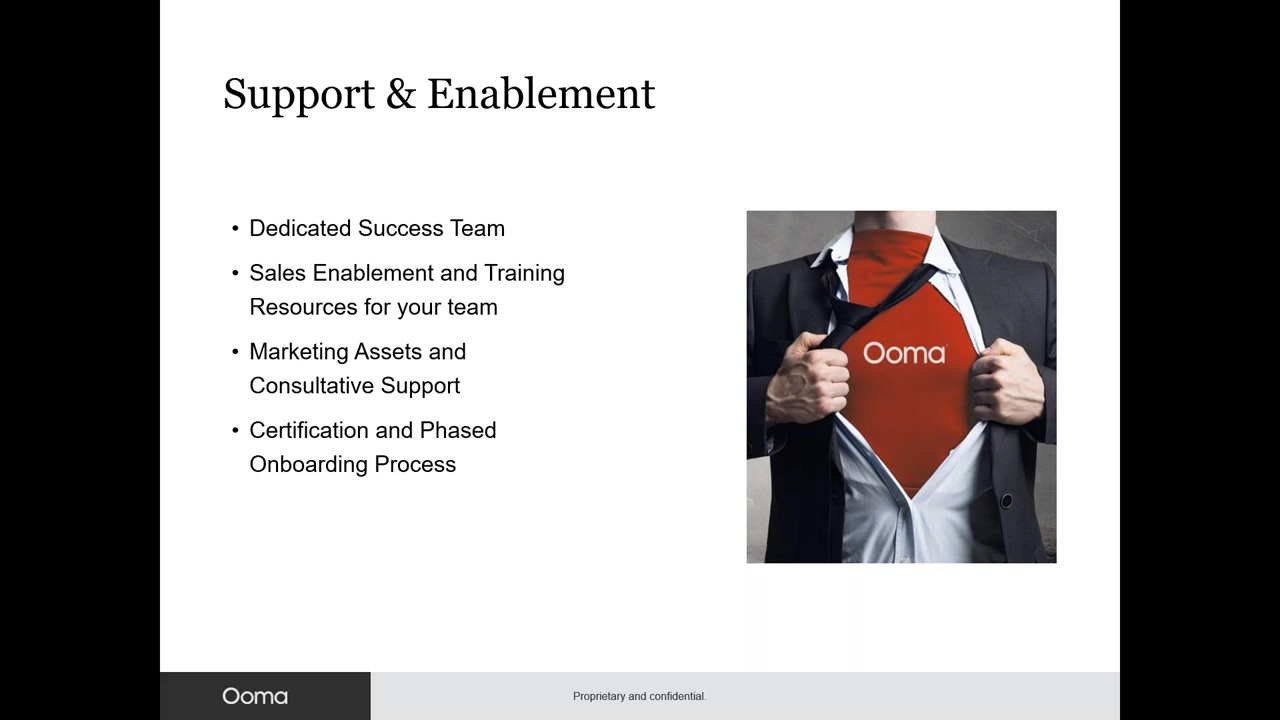 Support & Enablement
• Dedicated Success Team
• Sales Enablement and Training
Resources for your team
• Marketing Assets and
Consultative Support
• Certification and Phased
Onboarding Process
Ooma
Ooma
Proprietary and confidential.